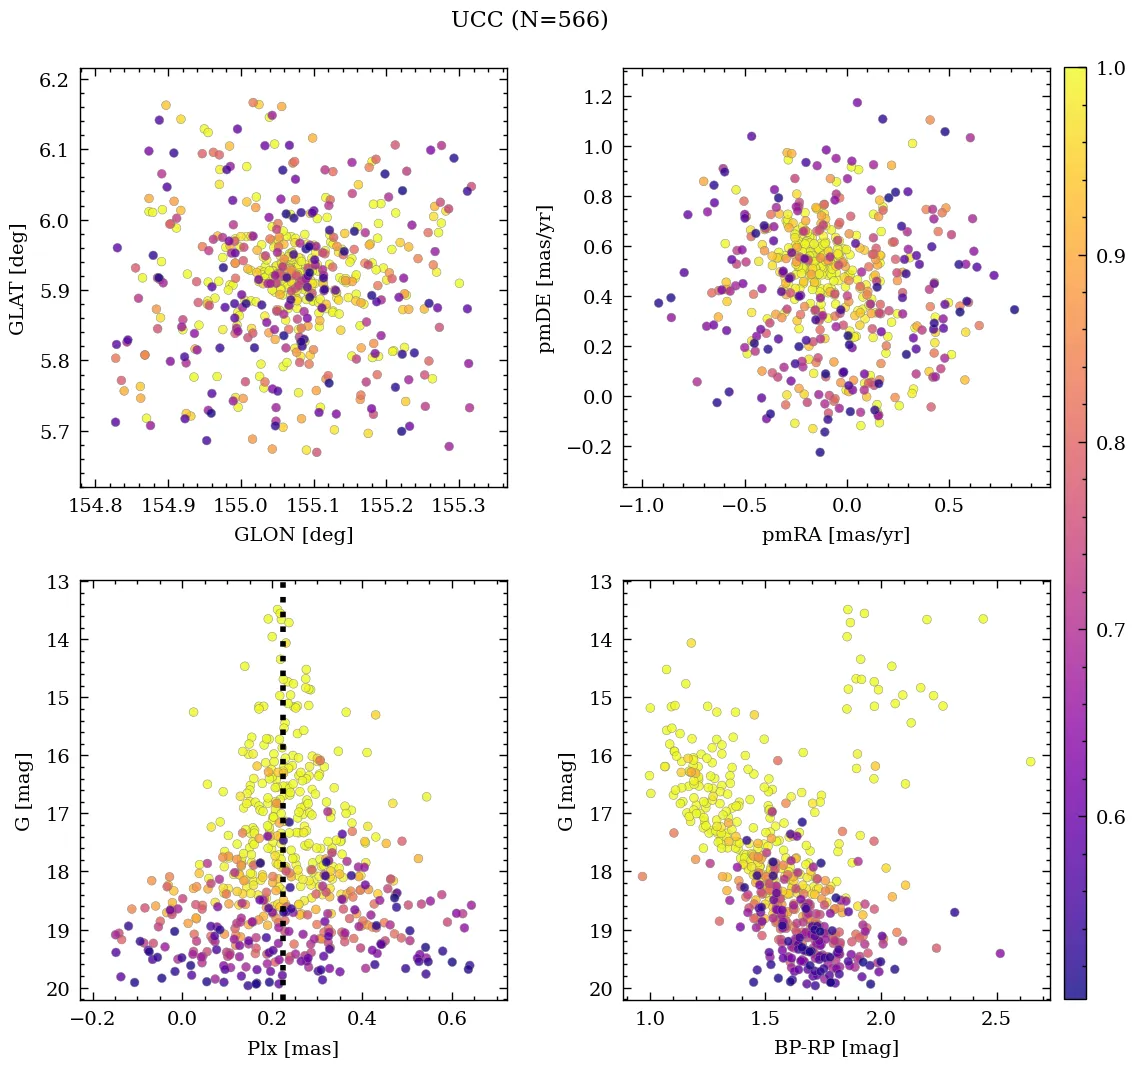 UCC (N=566)
6.2
6.1
6.0
5.9
5.8
5.7
GLAT [deg]
154.8 154.9 155.0 155.1 155.2 155.3
GLON [deg]
1.2
1.0
0.8
0.6
0.4
0.2
0.0
−0.2
pmDE [mas/yr]
−1.0 −0.5 0.0 0.5
pmRA [mas/yr]
1.0
0.9
0.8
0.7
0.6
13
14
15
16
17
18
19
20
G [mag]
−0.2 0.0 0.2 0.4 0.6
Plx [mas]
13
14
15
16
17
18
19
20
G [mag]
1.0 1.5 2.0 2.5
BP-RP [mag]